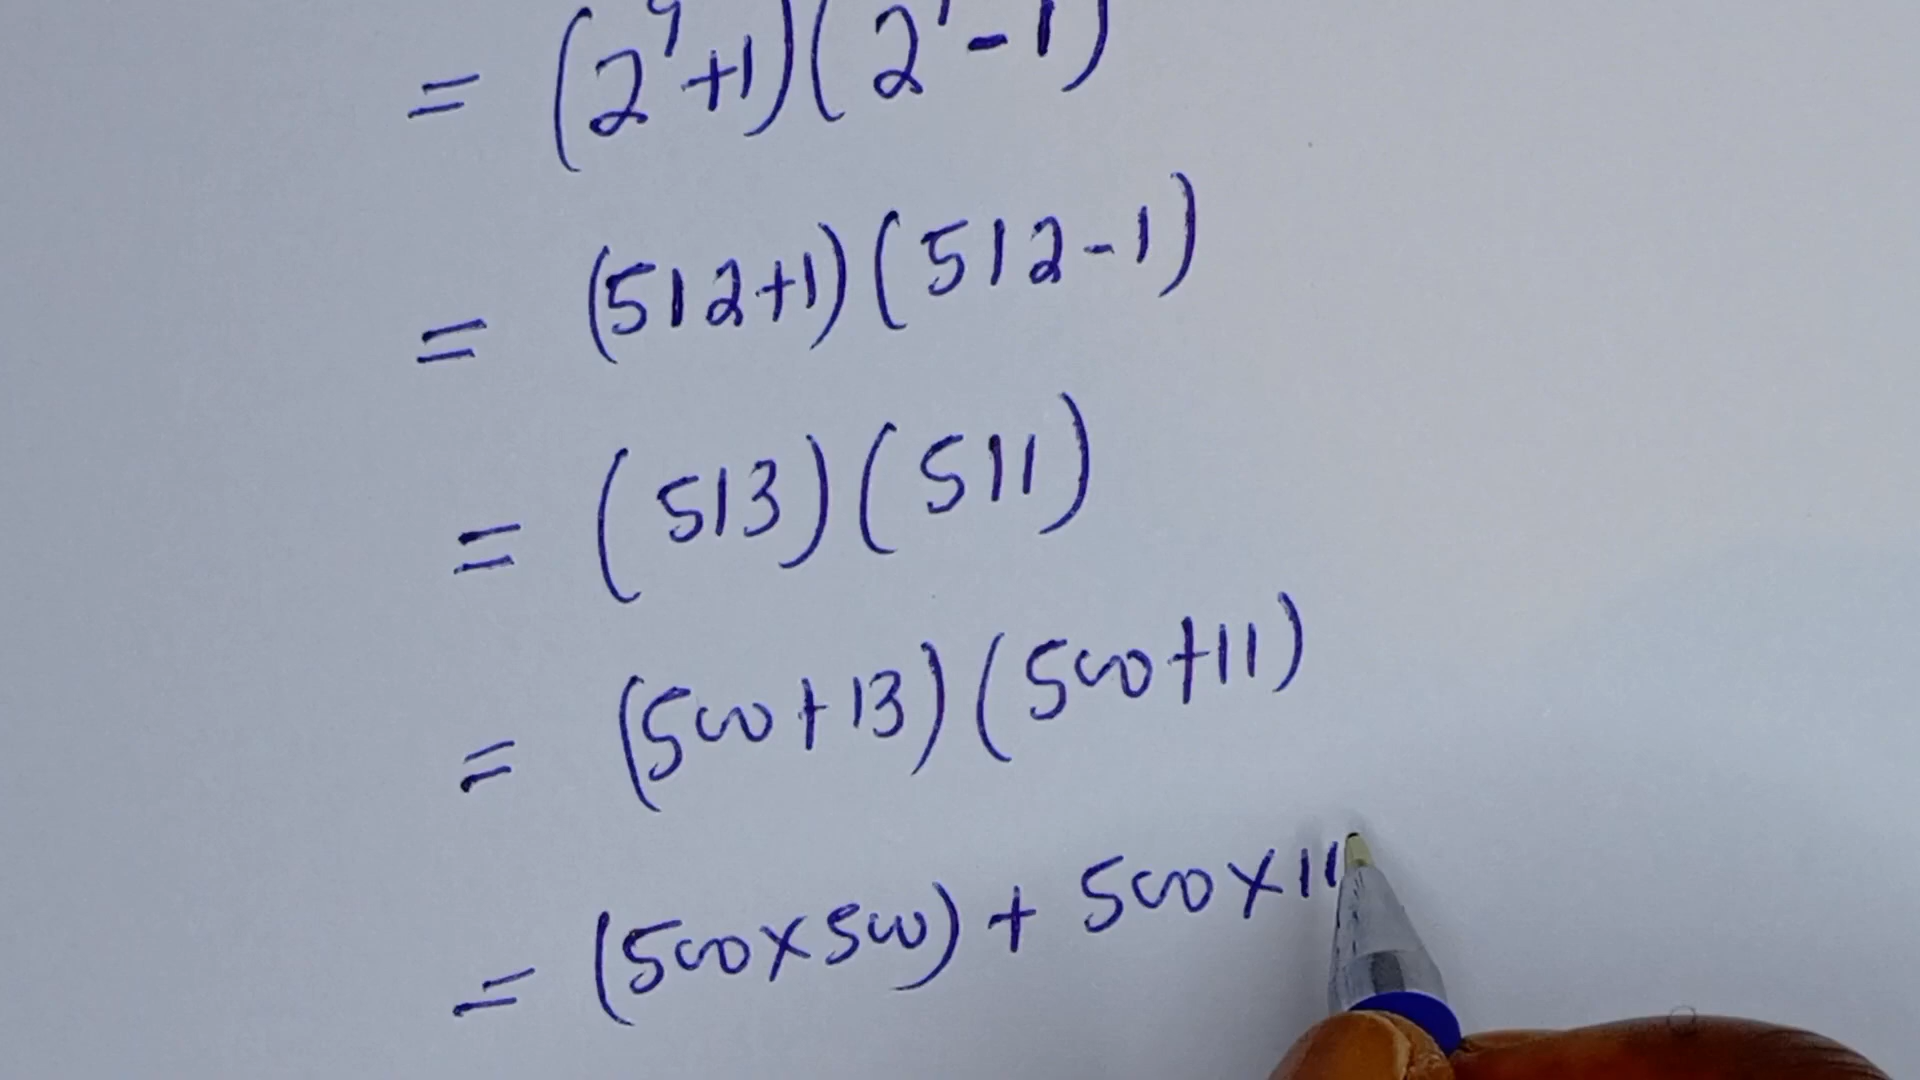 = (2⁹+1)(2⁹-1)
= (512+1)(512-1)
= (513)(511)
= (500+13)(500+11)
= (500×500) + 500×11